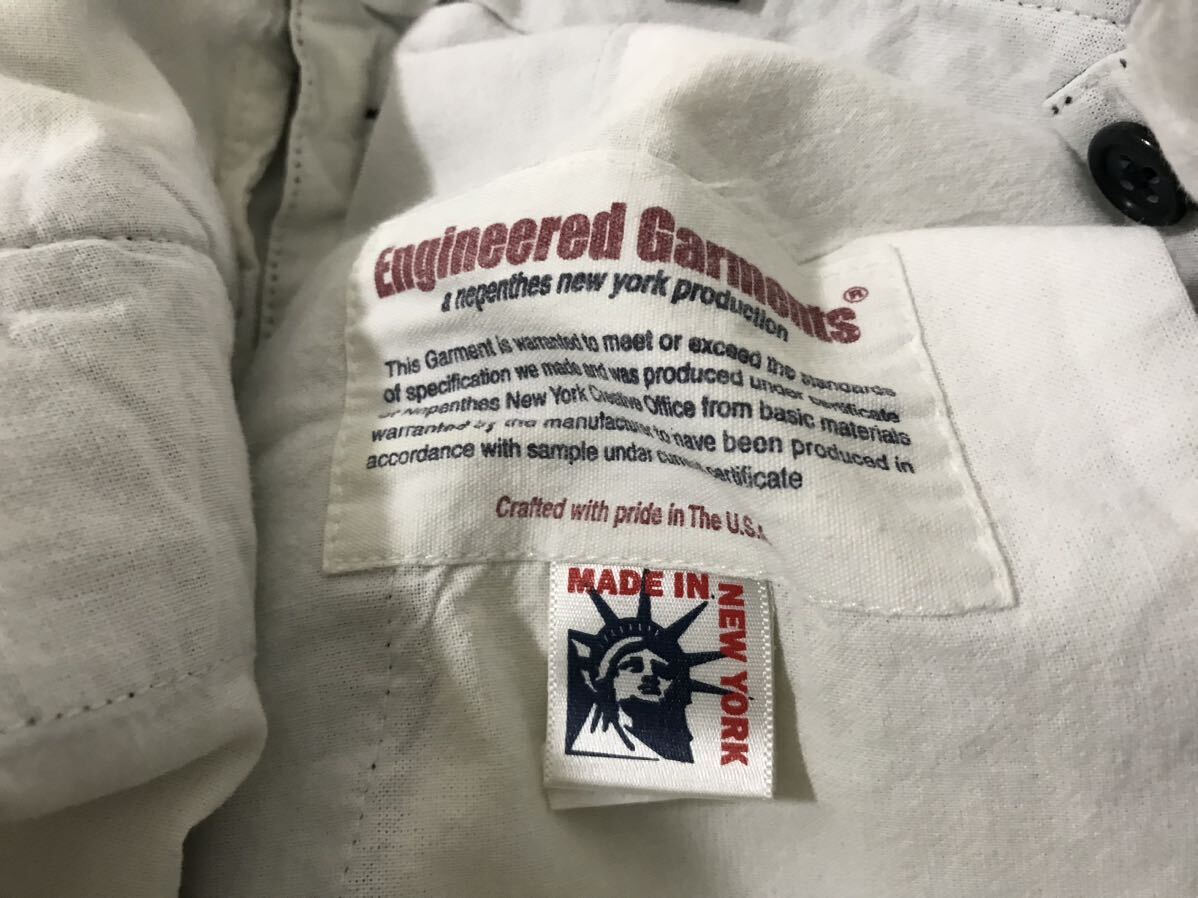 Engineered Garments®
a nepenthes new york production
This Garment is warranted to meet or exceed the standards
of specification we made and was produced under certificate
of Nepenthes New York Creative Office from basic materials
warranted by the manufacturer to have been produced in
accordance with sample under current certificate
Crafted with pride in The U.S.A.
MADE IN
NEW YORK